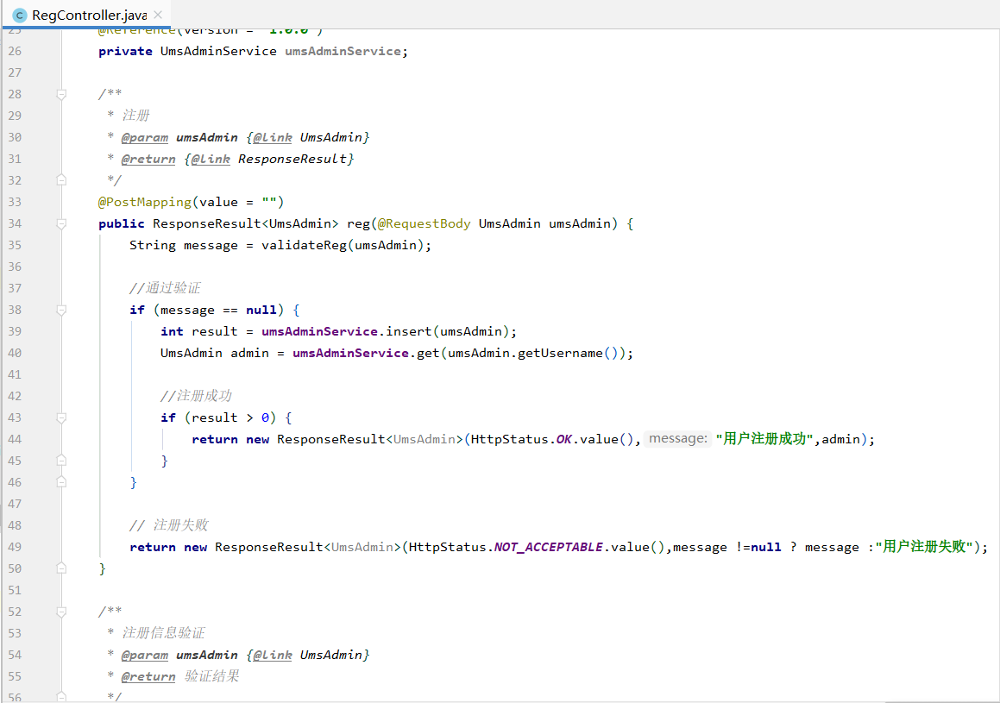 RegController.java
25 @Reference(version = "1.0.0")
26 private UmsAdminService umsAdminService;
27
28 /**
29 * 注册
30 * @param umsAdmin {@link UmsAdmin}
31 * @return {@link ResponseResult}
32 */
33 @PostMapping(value = "")
34 public ResponseResult<UmsAdmin> reg(@RequestBody UmsAdmin umsAdmin) {
35 String message = validateReg(umsAdmin);
36
37 //通过验证
38 if (message == null) {
39 int result = umsAdminService.insert(umsAdmin);
40 UmsAdmin admin = umsAdminService.get(umsAdmin.getUsername());
41
42 //注册成功
43 if (result > 0) {
44 return new ResponseResult<UmsAdmin>(HttpStatus.OK.value(), message: "用户注册成功",admin);
45 }
46 }
47
48 // 注册失败
49 return new ResponseResult<UmsAdmin>(HttpStatus.NOT_ACCEPTABLE.value(),message !=null ? message :"用户注册失败");
50 }
51
52 /**
53 * 注册信息验证
54 * @param umsAdmin {@link UmsAdmin}
55 * @return 验证结果
56 */